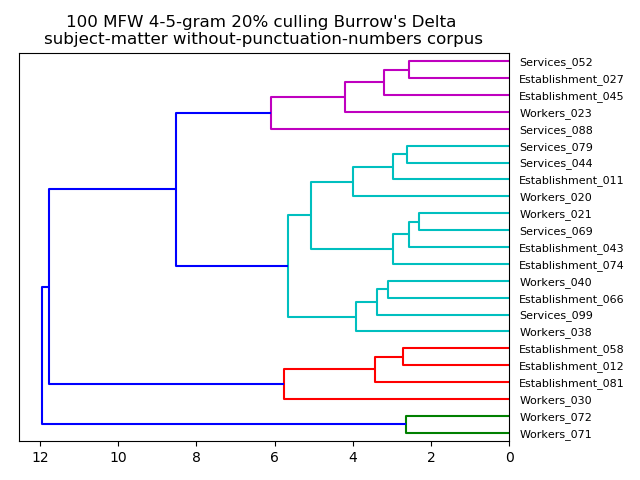 100 MFW 4-5-gram 20% culling Burrow's Delta
subject-matter without-punctuation-numbers corpus
Services_052
Establishment_027
Establishment_045
Workers_023
Services_088
Services_079
Services_044
Establishment_011
Workers_020
Workers_021
Services_069
Establishment_043
Establishment_074
Workers_040
Establishment_066
Services_099
Workers_038
Establishment_058
Establishment_012
Establishment_081
Workers_030
Workers_072
Workers_071
12 10 8 6 4 2 0